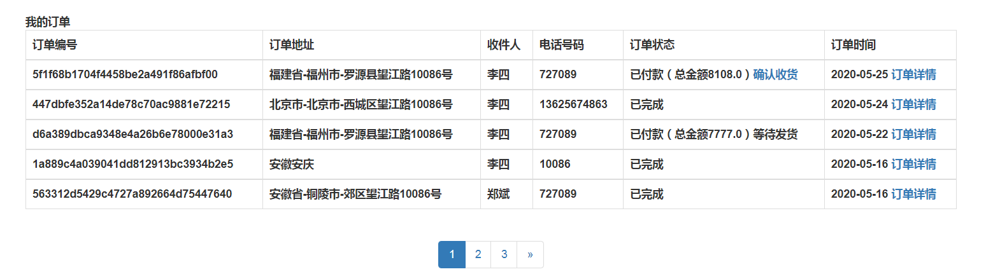 我的订单
订单编号 订单地址 收件人 电话号码 订单状态 订单时间
5f1f68b1704f4458be2a491f86afbf00 福建省-福州市-罗源县望江路10086号 李四 727089 已付款（总金额8108.0）确认收货 2020-05-25 订单详情
447dbfe352a14de78c70ac9881e72215 北京市-北京市-西城区望江路10086号 李四 13625674863 已完成 2020-05-24 订单详情
d6a389dbca9348e4a26b6e78000e31a3 福建省-福州市-罗源县望江路10086号 李四 727089 已付款（总金额7777.0）等待发货 2020-05-22 订单详情
1a889c4a039041dd812913bc3934b2e5 安徽安庆 李四 10086 已完成 2020-05-16 订单详情
563312d5429c4727a892664d75447640 安徽省-铜陵市-郊区望江路10086号 郑斌 727089 已完成 2020-05-16 订单详情
1 2 3 »